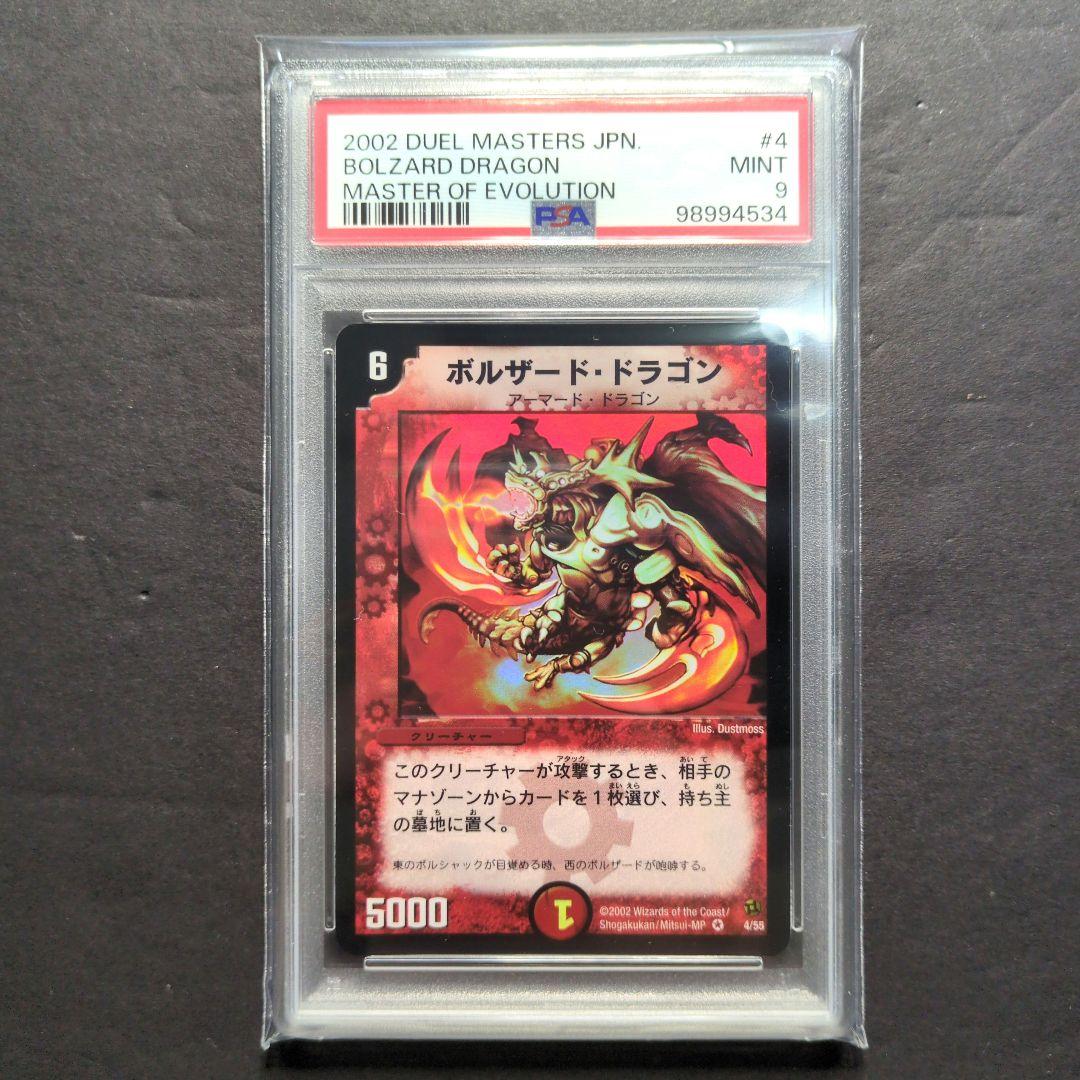 2002 DUEL MASTERS JPN. #4
BOLZARD DRAGON MINT
MASTER OF EVOLUTION 9
PSA 98994534
6 ボルザード・ドラゴン
アーマード・ドラゴン
Illus. Dustmoss
クリーチャー
このクリーチャーが攻撃するとき、相手の
マナゾーンからカードを1枚選び、持ち主
の墓地に置く。
東のボルシャックが目覚める時、西のボルザードが咆哮する。
5000 1
©2002 Wizards of the Coast/
Shogakukan/Mitsui-MP 4/55